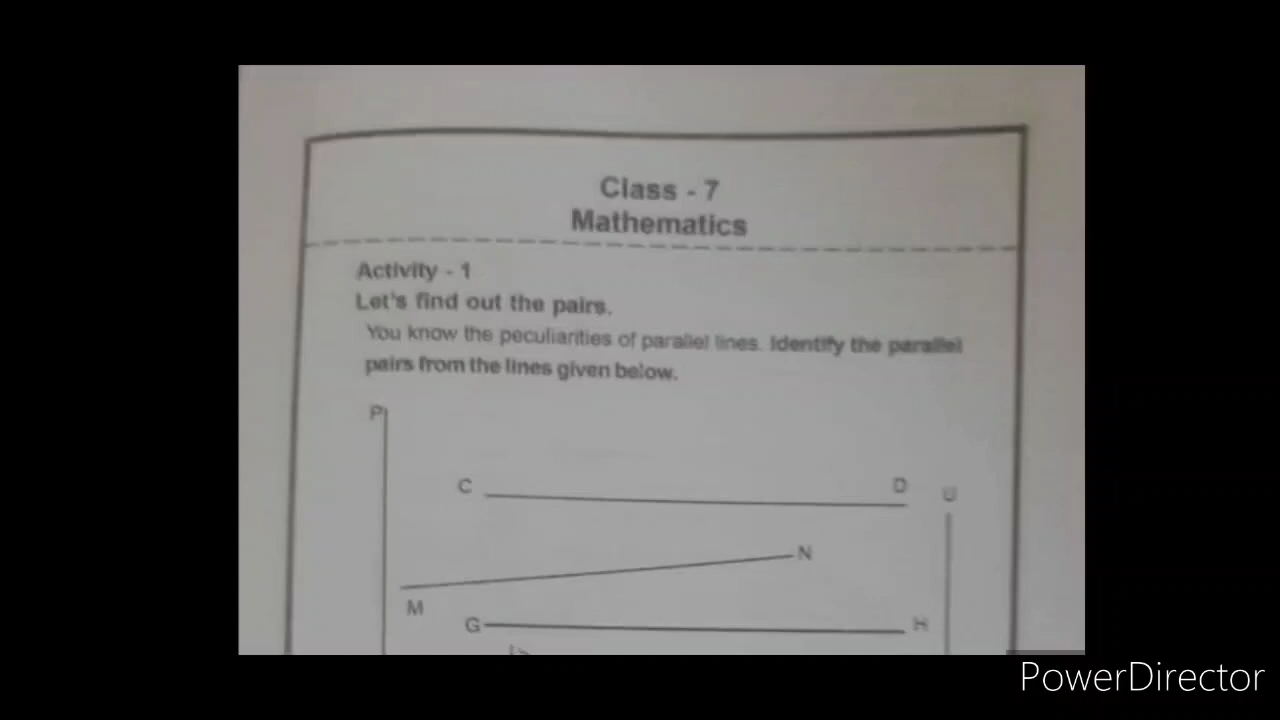 Class - 7
Mathematics
Activity - 1
Let's find out the pairs.
You know the peculiarities of parallel lines. Identify the parallel
pairs from the lines given below.
P
C D U
N
M
G H
PowerDirector